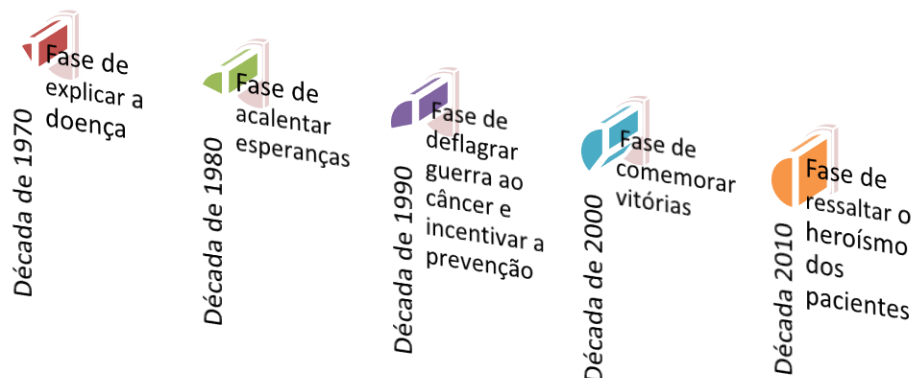 Década de 1970
Fase de
explicar a
doença
Década de 1980
Fase de
acalentar
esperanças
Década de 1990
Fase de
deflagrar
guerra ao
câncer e
incentivar a
prevenção
Década de 2000
Fase de
comemorar
vitórias
Década 2010
Fase de
ressaltar o
heroísmo
dos
pacientes